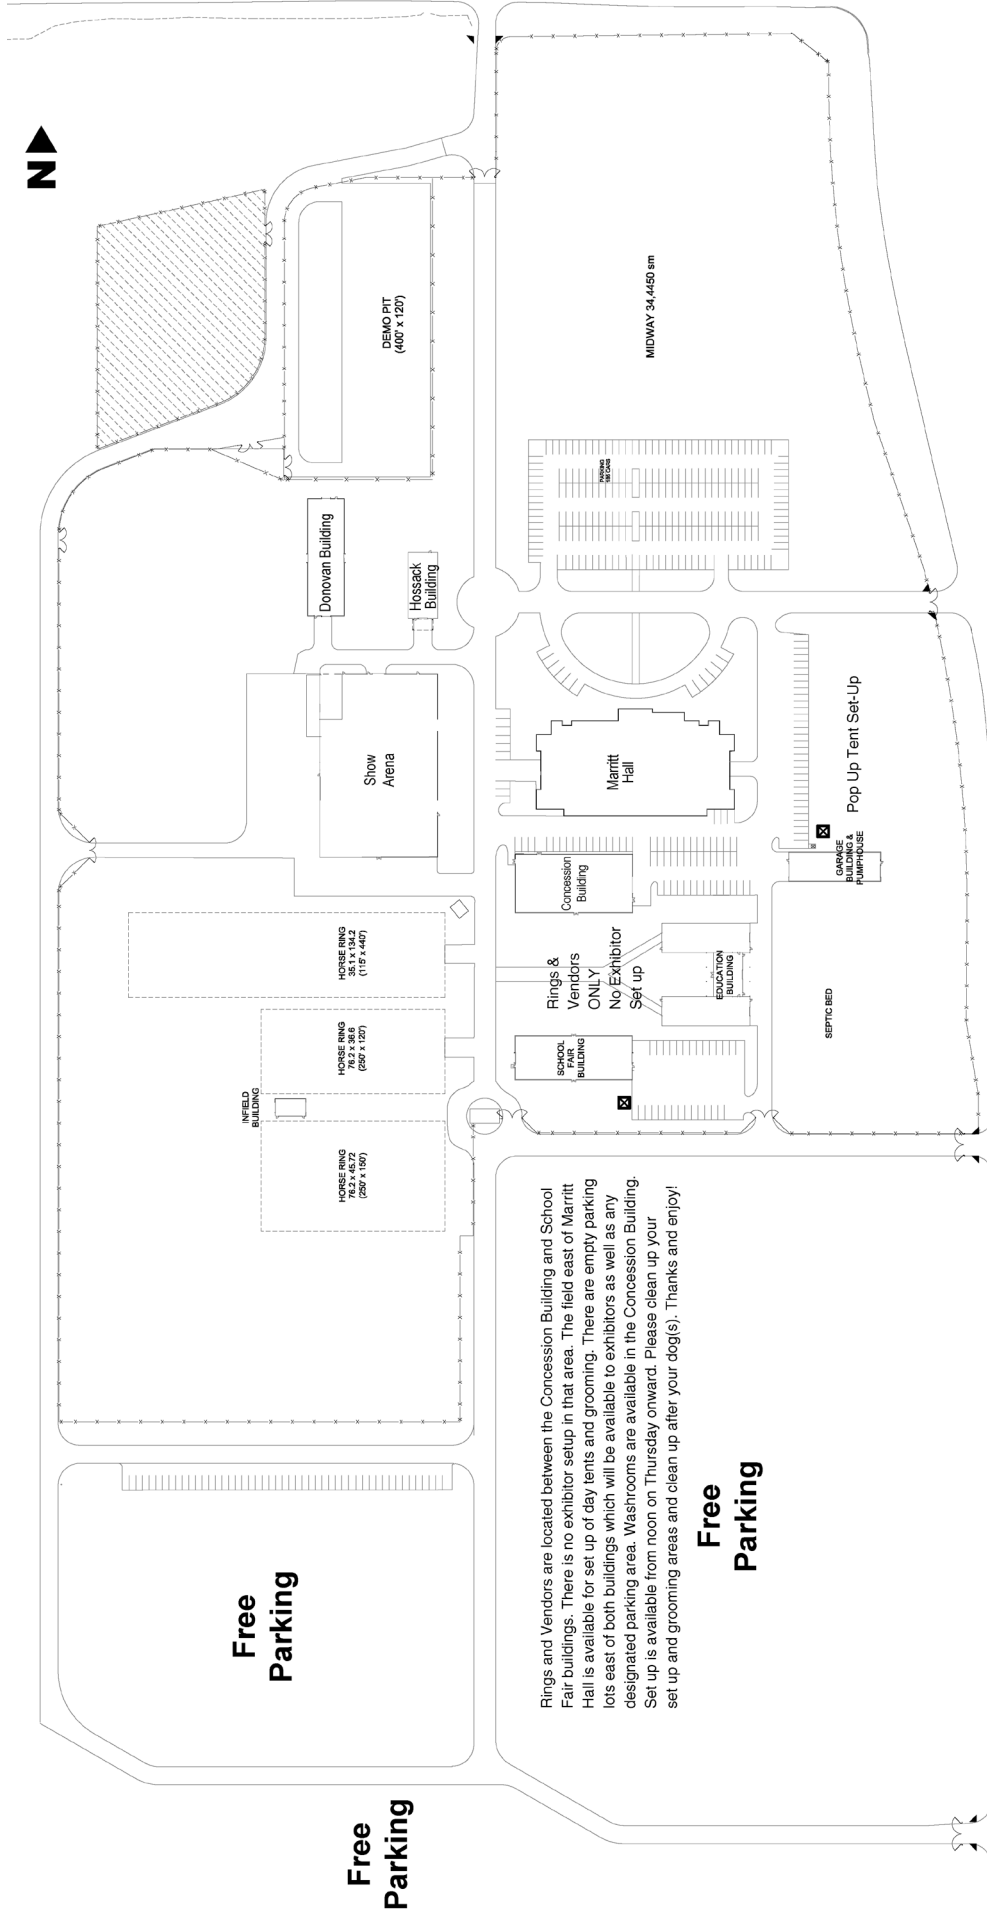 N
DEMO PIT
(400' x 120')
MIDWAY 34,4450 sm
PARKING
186 CARS
Donovan Building
Hossack
Building
Show
Arena
Marritt
Hall
Pop Up Tent Set-Up
GARAGE
BUILDING &
PUMPHOUSE
Concession
Building
Rings &
Vendors
ONLY
No Exhibitor
Set up
EDUCATION
BUILDING
SEPTIC BED
SCHOOL
FAIR
BUILDING
HORSE RING
35.1 x 134.2
(115' x 440')
HORSE RING
76.2 x 36.6
(250' x 120')
INFIELD
BUILDING
HORSE RING
76.2 x 45.72
(250' x 150')
Rings and Vendors are located between the Concession Building and School
Fair buildings. There is no exhibitor setup in that area. The field east of Marritt
Hall is available for set up of day tents and grooming. There are empty parking
lots east of both buildings which will be available to exhibitors as well as any
designated parking area. Washrooms are available in the Concession Building.
Set up is available from noon on Thursday onward. Please clean up your
set up and grooming areas and clean up after your dog(s). Thanks and enjoy!
Free
Parking
Free
Parking
Free
Parking